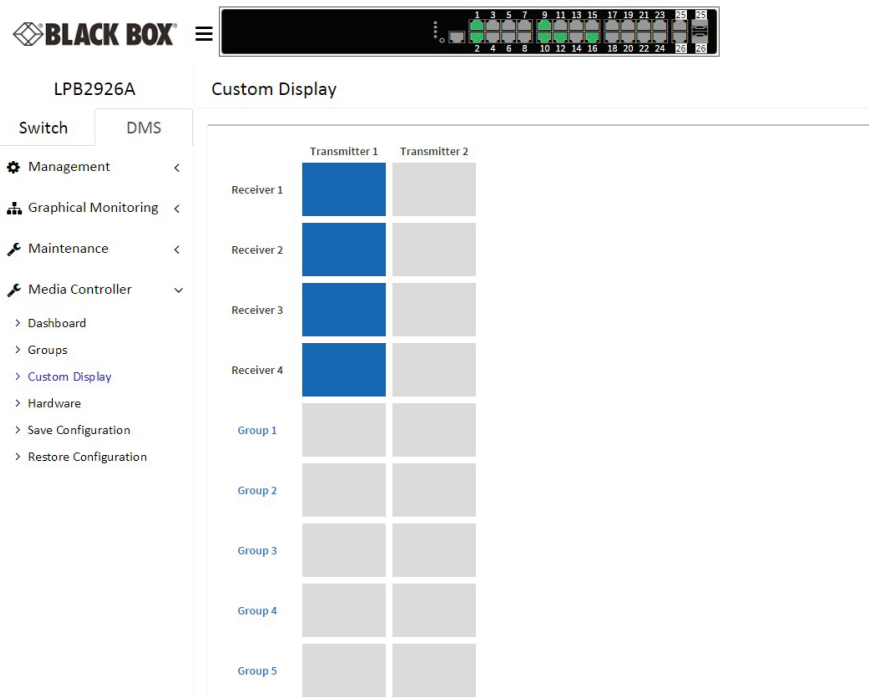 BLACK BOX®
1 3 5 7 9 11 13 15 17 19 21 23 25 25
2 4 6 8 10 12 14 16 18 20 22 24 26 26
LPB2926A
Custom Display
Switch
DMS
Management
Graphical Monitoring
Maintenance
Media Controller
Dashboard
Groups
Custom Display
Hardware
Save Configuration
Restore Configuration
Transmitter 1 Transmitter 2
Receiver 1
Receiver 2
Receiver 3
Receiver 4
Group 1
Group 2
Group 3
Group 4
Group 5